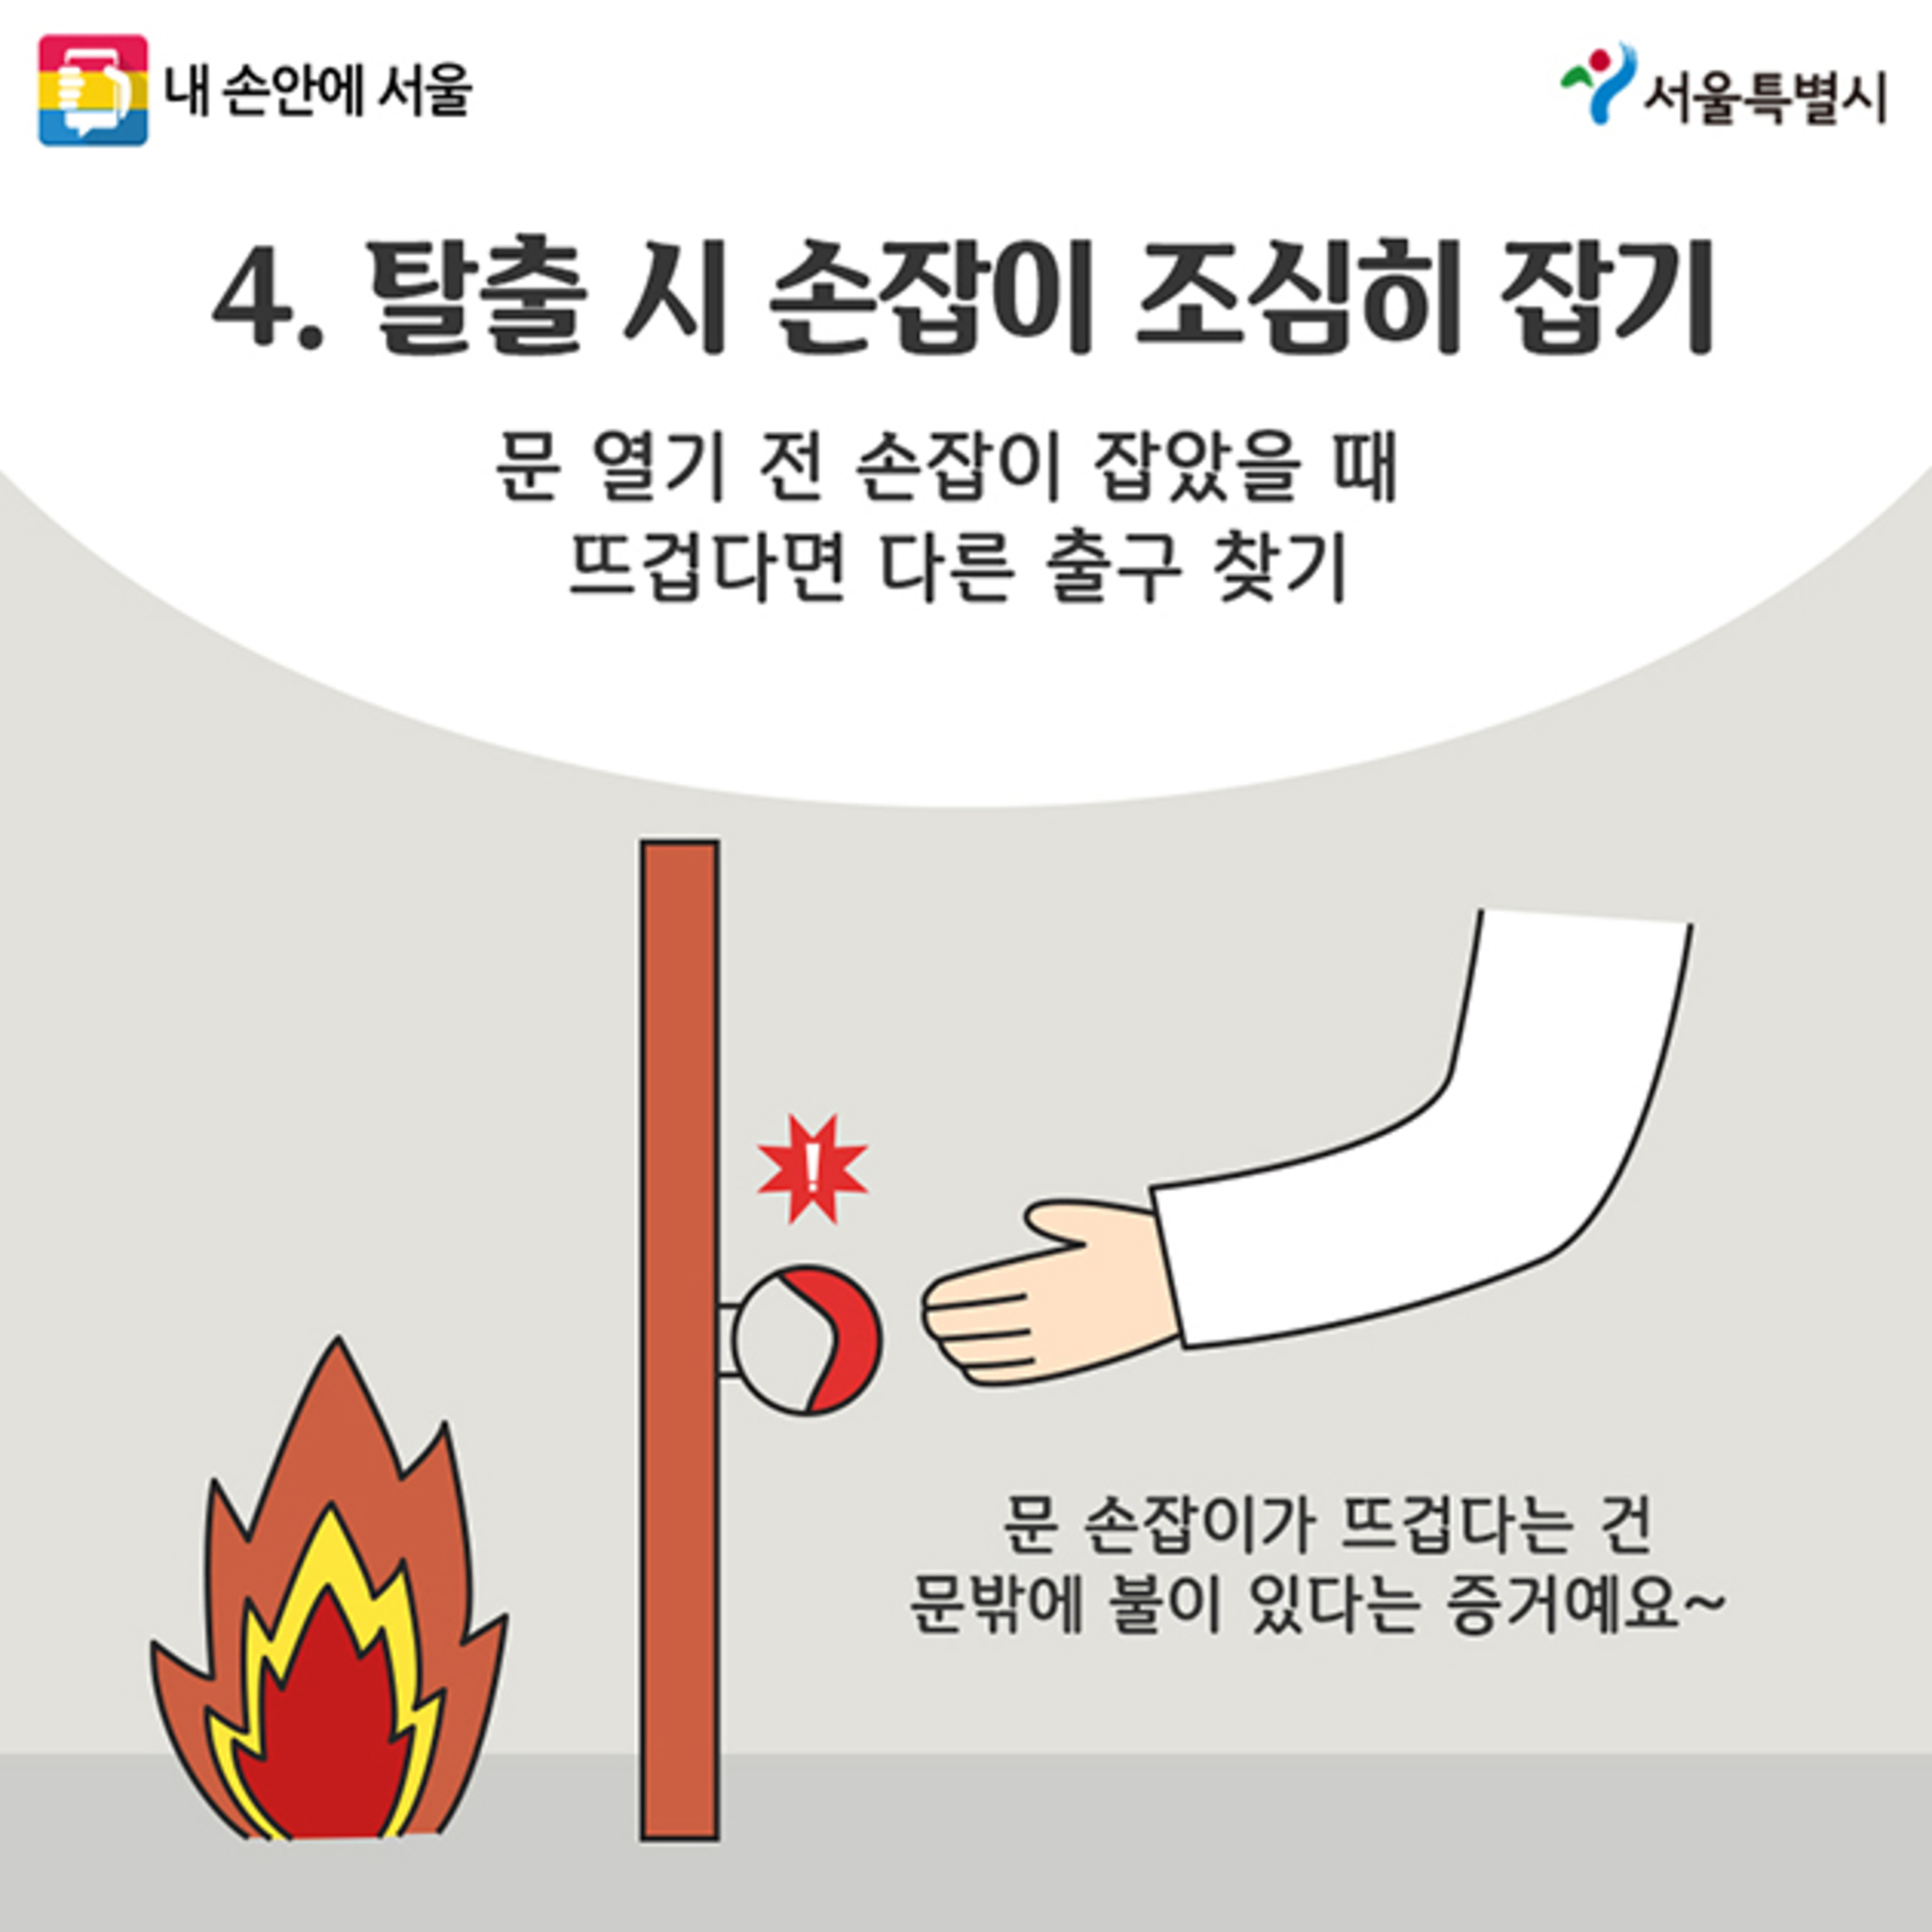 내 손안에 서울
서울특별시
4. 탈출 시 손잡이 조심히 잡기
문 열기 전 손잡이 잡았을 때
뜨겁다면 다른 출구 찾기
!
문 손잡이가 뜨겁다는 건
문밖에 불이 있다는 증거예요~